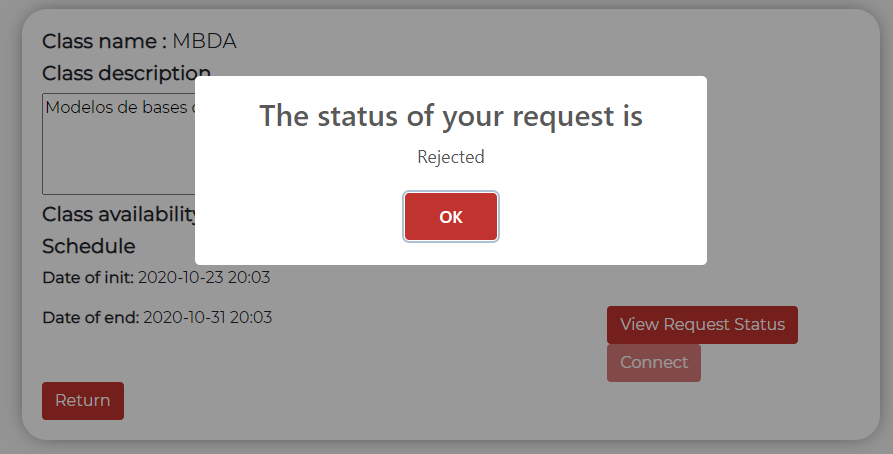 Class name : MBDA
Class description
Modelos de bases
The status of your request is
Rejected
OK
Class availability
Schedule
Date of init: 2020-10-23 20:03
Date of end: 2020-10-31 20:03
View Request Status
Connect
Return